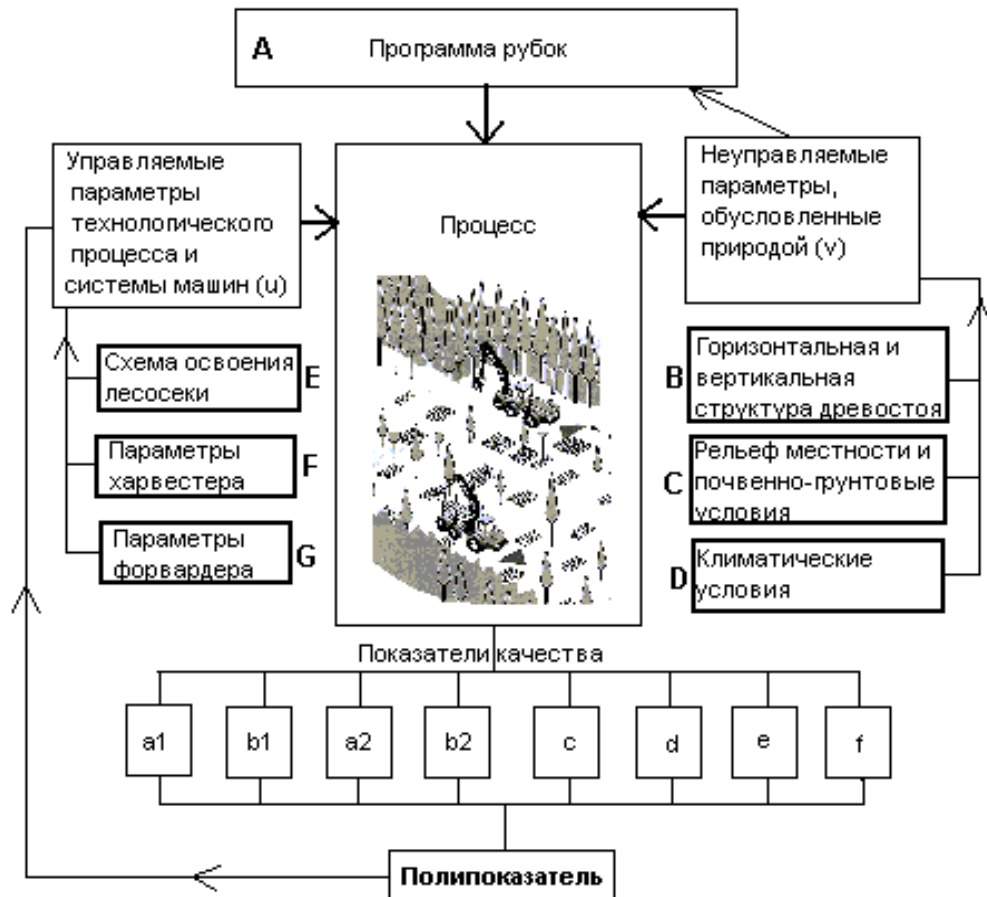 A
Программа рубок
Управляемые
параметры
технологического
процесса и
системы машин (u)
Процесс
Неуправляемые
параметры,
обусловленные
природой (v)
Схема освоения
лесосеки
E
Параметры
харвестера
F
Параметры
форвардера
G
B
Горизонтальная и
вертикальная
структура древостоя
C
Рельеф местности и
почвенно-грунтовые
условия
D
Климатические
условия
Показатели качества
a1 b1 a2 b2 c d e f
Полипоказатель